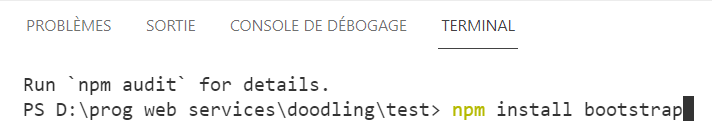 PROBLÈMES SORTIE CONSOLE DE DÉBOGAGE TERMINAL
Run `npm audit` for details.
PS D:\prog web services\doodling\test> npm install bootstrap